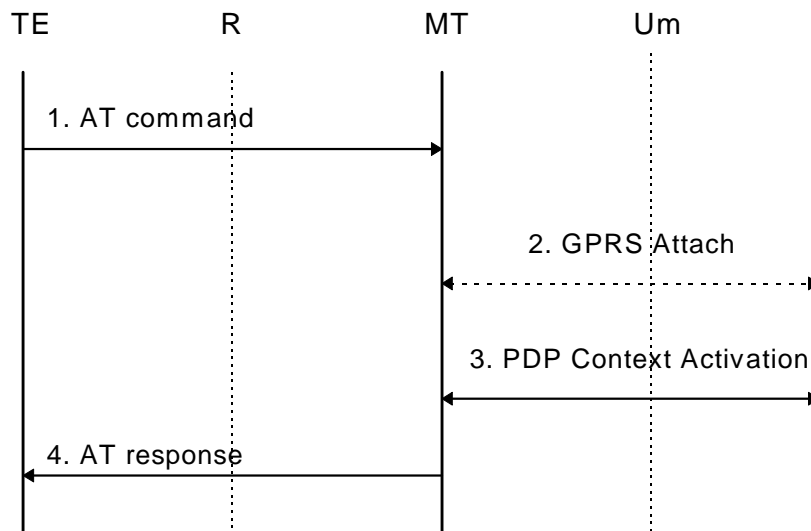 TE R MT Um
1. AT command
2. GPRS Attach
3. PDP Context Activation
4. AT response